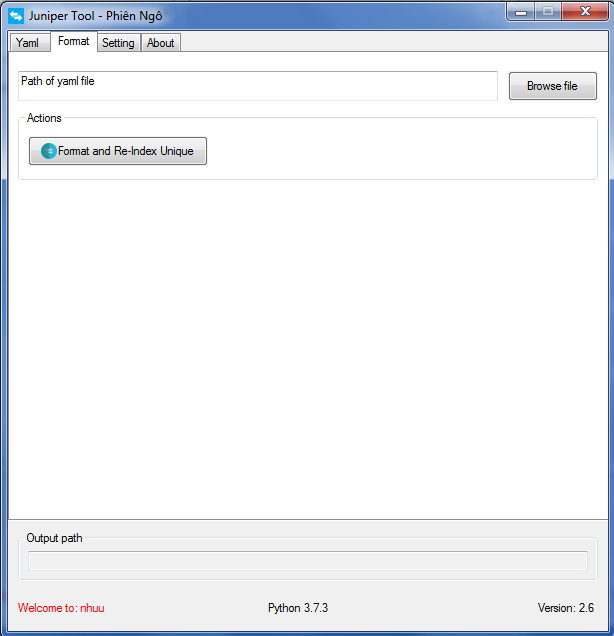 Juniper Tool - Phiên Ngô
Yaml Format Setting About
Path of yaml file Browse file
Actions
Format and Re-Index Unique
Output path
Welcome to: nhuu Python 3.7.3 Version: 2.6